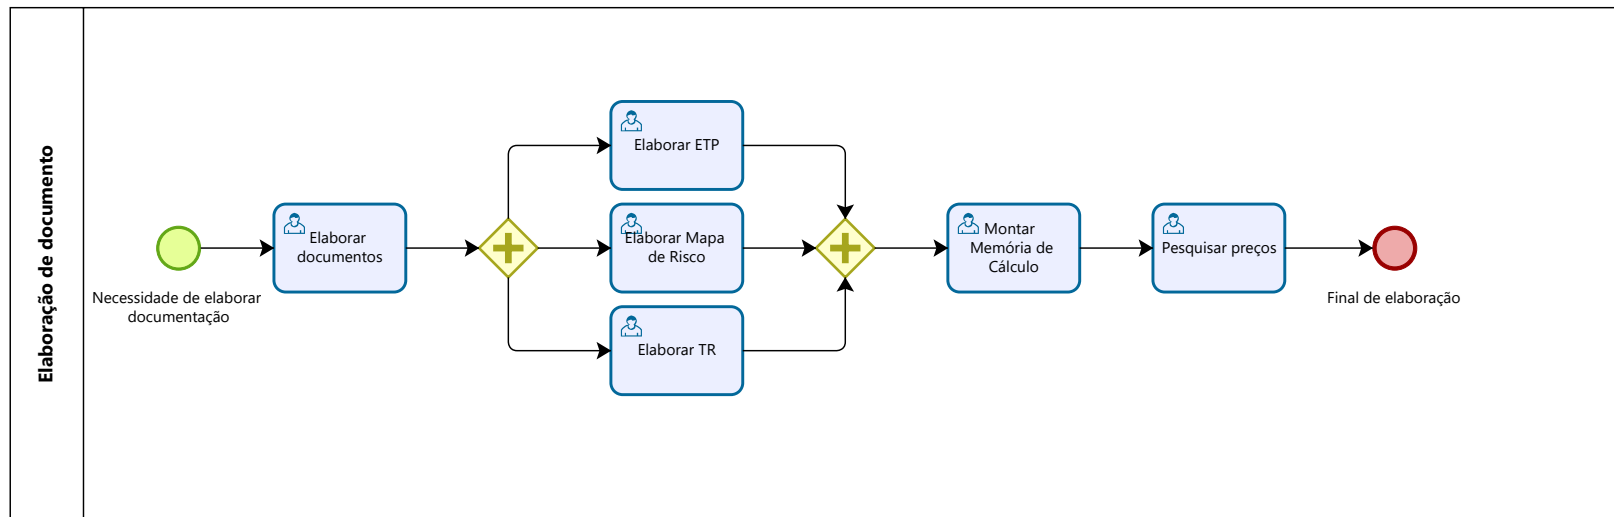 Elaboração de documento
Necessidade de elaborar
documentação
Elaborar
documentos
Elaborar ETP
Elaborar Mapa
de Risco
Elaborar TR
Montar
Memória de
Cálculo
Pesquisar preços
Final de elaboração